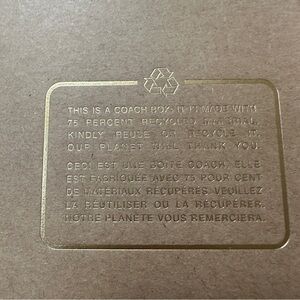 THIS IS A COACH BOX. IT IS MADE WITH
75 PERCENT RECYCLED MATERIAL.
KINDLY REUSE OR RECYCLE IT.
OUR PLANET WILL THANK YOU.
CECI EST UNE BOÎTE COACH. ELLE
EST FABRIQUÉE AVEC 75 POUR CENT
DE MATÉRIAUX RÉCUPÉRÉS. VEUILLEZ
LA RÉUTILISER OU LA RÉCUPÉRER.
NOTRE PLANÈTE VOUS REMERCIERA.